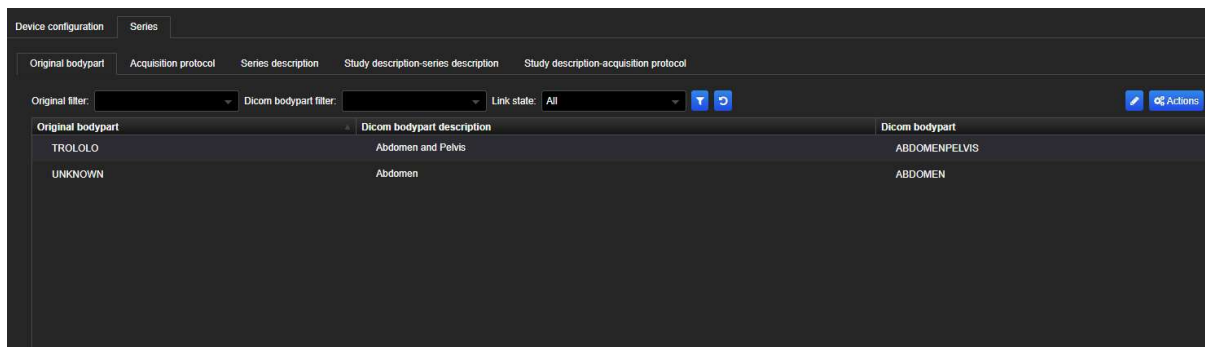 Device configuration Series
Original bodypart Acquisition protocol Series description Study description-series description Study description-acquisition protocol
Original filter: Dicom bodypart filter: Link state: All Actions
Original bodypart Dicom bodypart description Dicom bodypart
TROLOLO Abdomen and Pelvis ABDOMENPELVIS
UNKNOWN Abdomen ABDOMEN